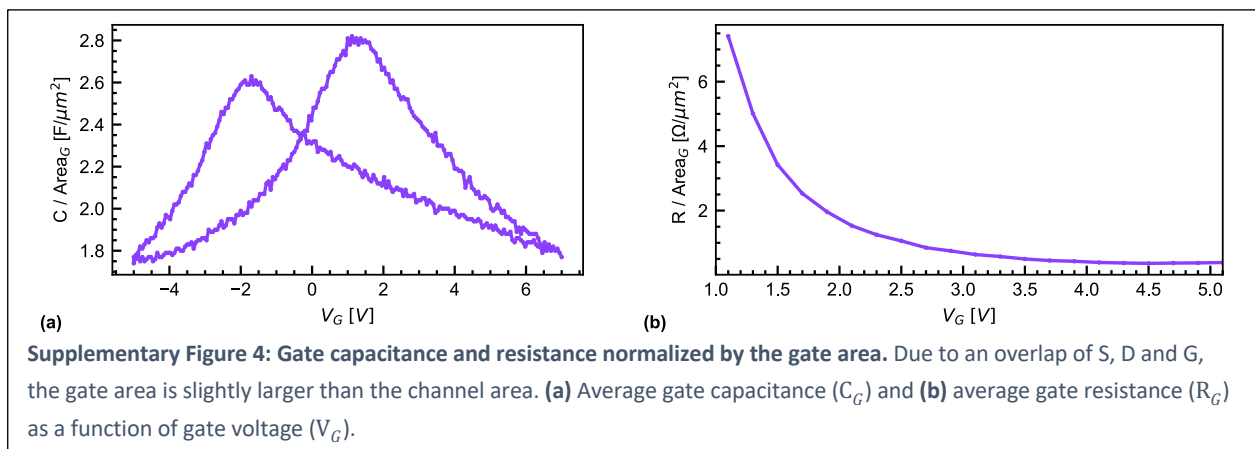 2.8
2.6
2.4
2.2
2.0
1.8
C / Area_G [F/μm²]
−4 −2 0 2 4 6
V_G [V]
(a)
6
4
2
R / Area_G [Ω/μm²]
1.0 1.5 2.0 2.5 3.0 3.5 4.0 4.5 5.0
V_G [V]
(b)
Supplementary Figure 4: Gate capacitance and resistance normalized by the gate area. Due to an overlap of S, D and G,
the gate area is slightly larger than the channel area. (a) Average gate capacitance (C_G) and (b) average gate resistance (R_G)
as a function of gate voltage (V_G).